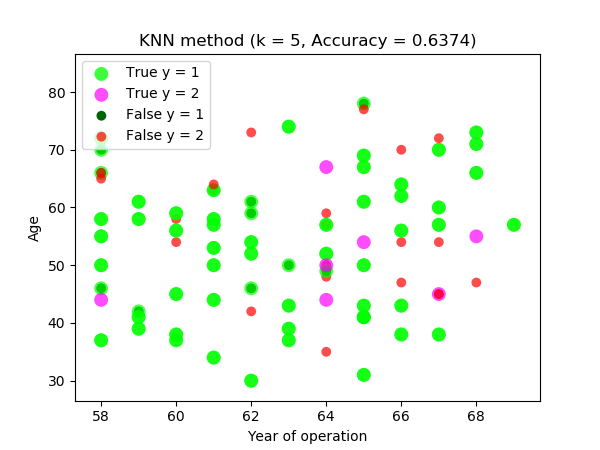 KNN method (k = 5, Accuracy = 0.6374)
True y = 1
True y = 2
False y = 1
False y = 2
80
70
60
50
40
30
Age
58 60 62 64 66 68
Year of operation